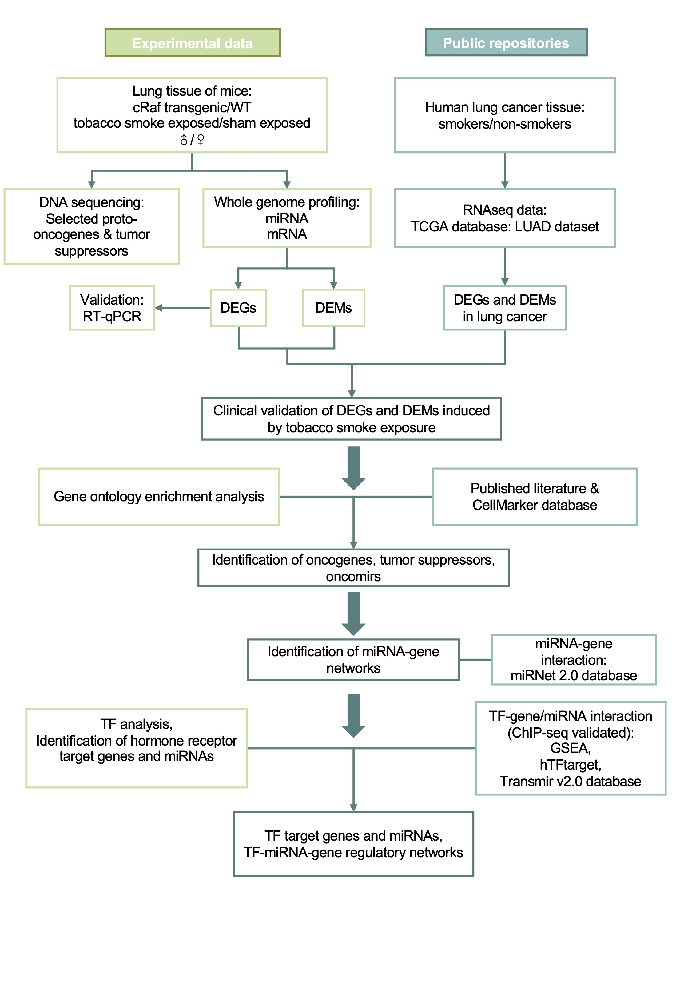 Experimental data
Public repositories
Lung tissue of mice:
cRaf transgenic/WT
tobacco smoke exposed/sham exposed
♂/♀
Human lung cancer tissue:
smokers/non-smokers
DNA sequencing:
Selected proto-
oncogenes & tumor
suppressors
Whole genome profiling:
miRNA
mRNA
RNAseq data:
TCGA database: LUAD dataset
Validation:
RT-qPCR
DEGs
DEMs
DEGs and DEMs
in lung cancer
Clinical validation of DEGs and DEMs induced
by tobacco smoke exposure
Gene ontology enrichment analysis
Published literature &
CellMarker database
Identification of oncogenes, tumor suppressors,
oncomirs
Identification of miRNA-gene
networks
miRNA-gene
interaction:
miRNet 2.0 database
TF analysis,
Identification of hormone receptor
target genes and miRNAs
TF-gene/miRNA interaction
(ChIP-seq validated):
GSEA,
hTFtarget,
Transmir v2.0 database
TF target genes and miRNAs,
TF-miRNA-gene regulatory networks